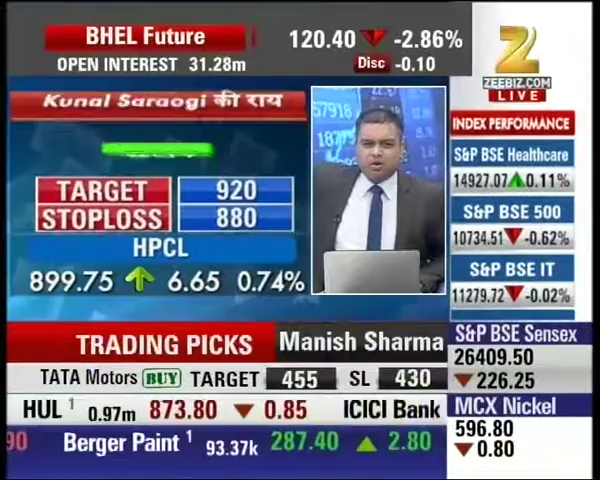 BHEL Future
120.40 -2.86%
OPEN INTEREST 31.28m
Disc -0.10
Z
ZEEBIZ.COM
LIVE
Kunal Saraogi की राय
TARGET 920
STOPLOSS 880
HPCL
899.75 6.65 0.74%
57918
INDEX PERFORMANCE
S&P BSE Healthcare
14927.07 0.11%
S&P BSE 500
10734.51 -0.62%
S&P BSE IT
11279.72 -0.02%
TRADING PICKS Manish Sharma
TATA Motors BUY TARGET 455 SL 430
HUL 1 0.97m 873.80 0.85 ICICI Bank
90 Berger Paint 1 93.37k 287.40 2.80
S&P BSE Sensex
26409.50
226.25
MCX Nickel
596.80
0.80